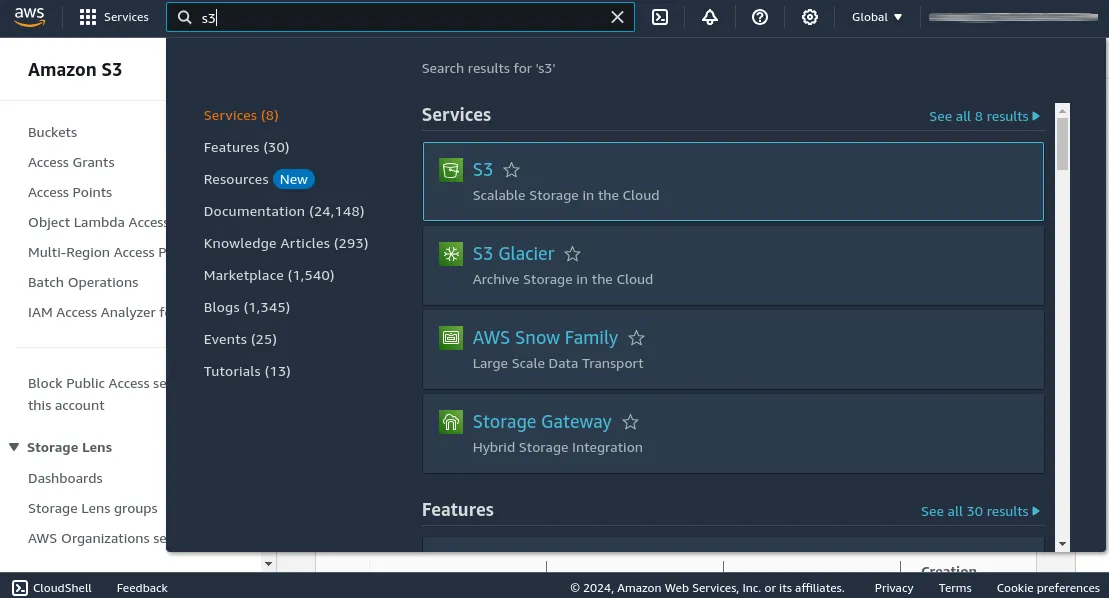 aws
Services
s3
Global
Amazon S3
Buckets
Access Grants
Access Points
Object Lambda Access
Multi-Region Access P
Batch Operations
IAM Access Analyzer f
Block Public Access se
this account
Storage Lens
Dashboards
Storage Lens groups
AWS Organizations se
Search results for 's3'
Services (8)
Features (30)
Resources New
Documentation (24,148)
Knowledge Articles (293)
Marketplace (1,540)
Blogs (1,345)
Events (25)
Tutorials (13)
Services
See all 8 results
S3
Scalable Storage in the Cloud
S3 Glacier
Archive Storage in the Cloud
AWS Snow Family
Large Scale Data Transport
Storage Gateway
Hybrid Storage Integration
Features
See all 30 results
Creation
CloudShell
Feedback
© 2024, Amazon Web Services, Inc. or its affiliates.
Privacy
Terms
Cookie preferences